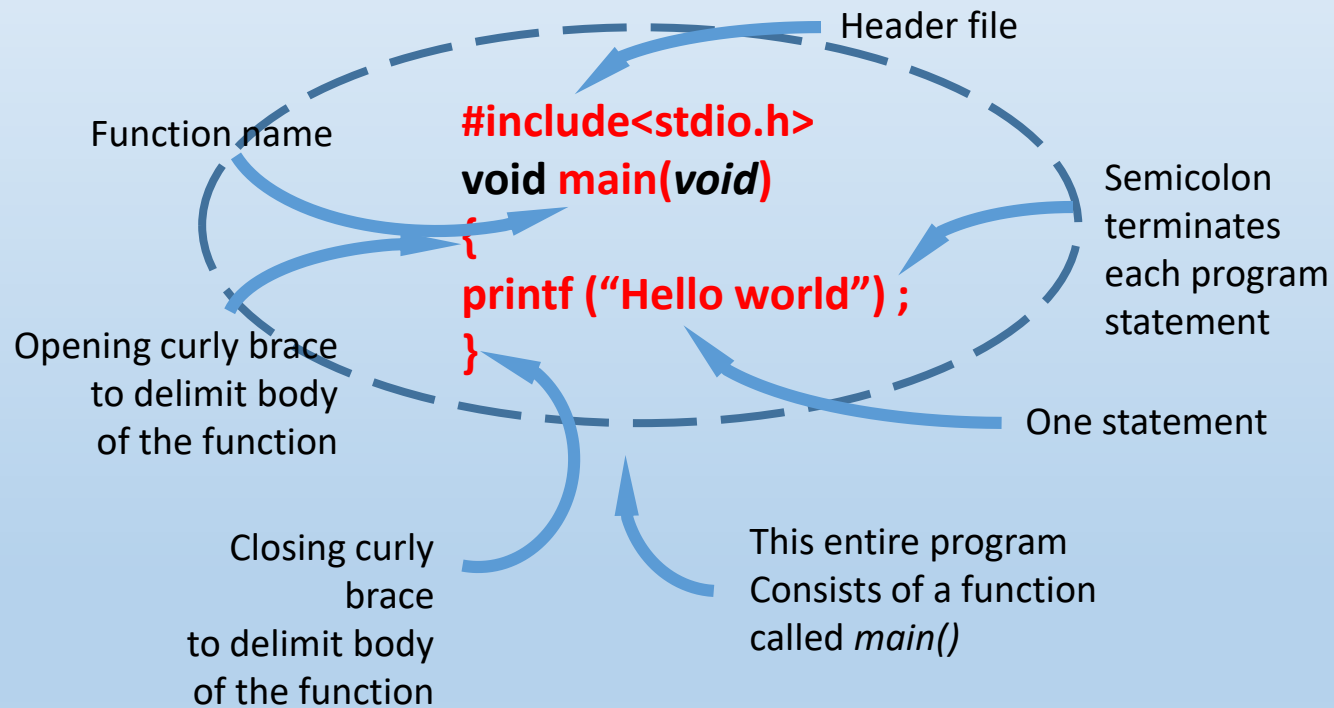 Header file
#include<stdio.h>
void main(void)
{
printf (“Hello world”) ;
}
Function name
Opening curly brace
to delimit body
of the function
Semicolon
terminates
each program
statement
One statement
Closing curly
brace
to delimit body
of the function
This entire program
Consists of a function
called main()